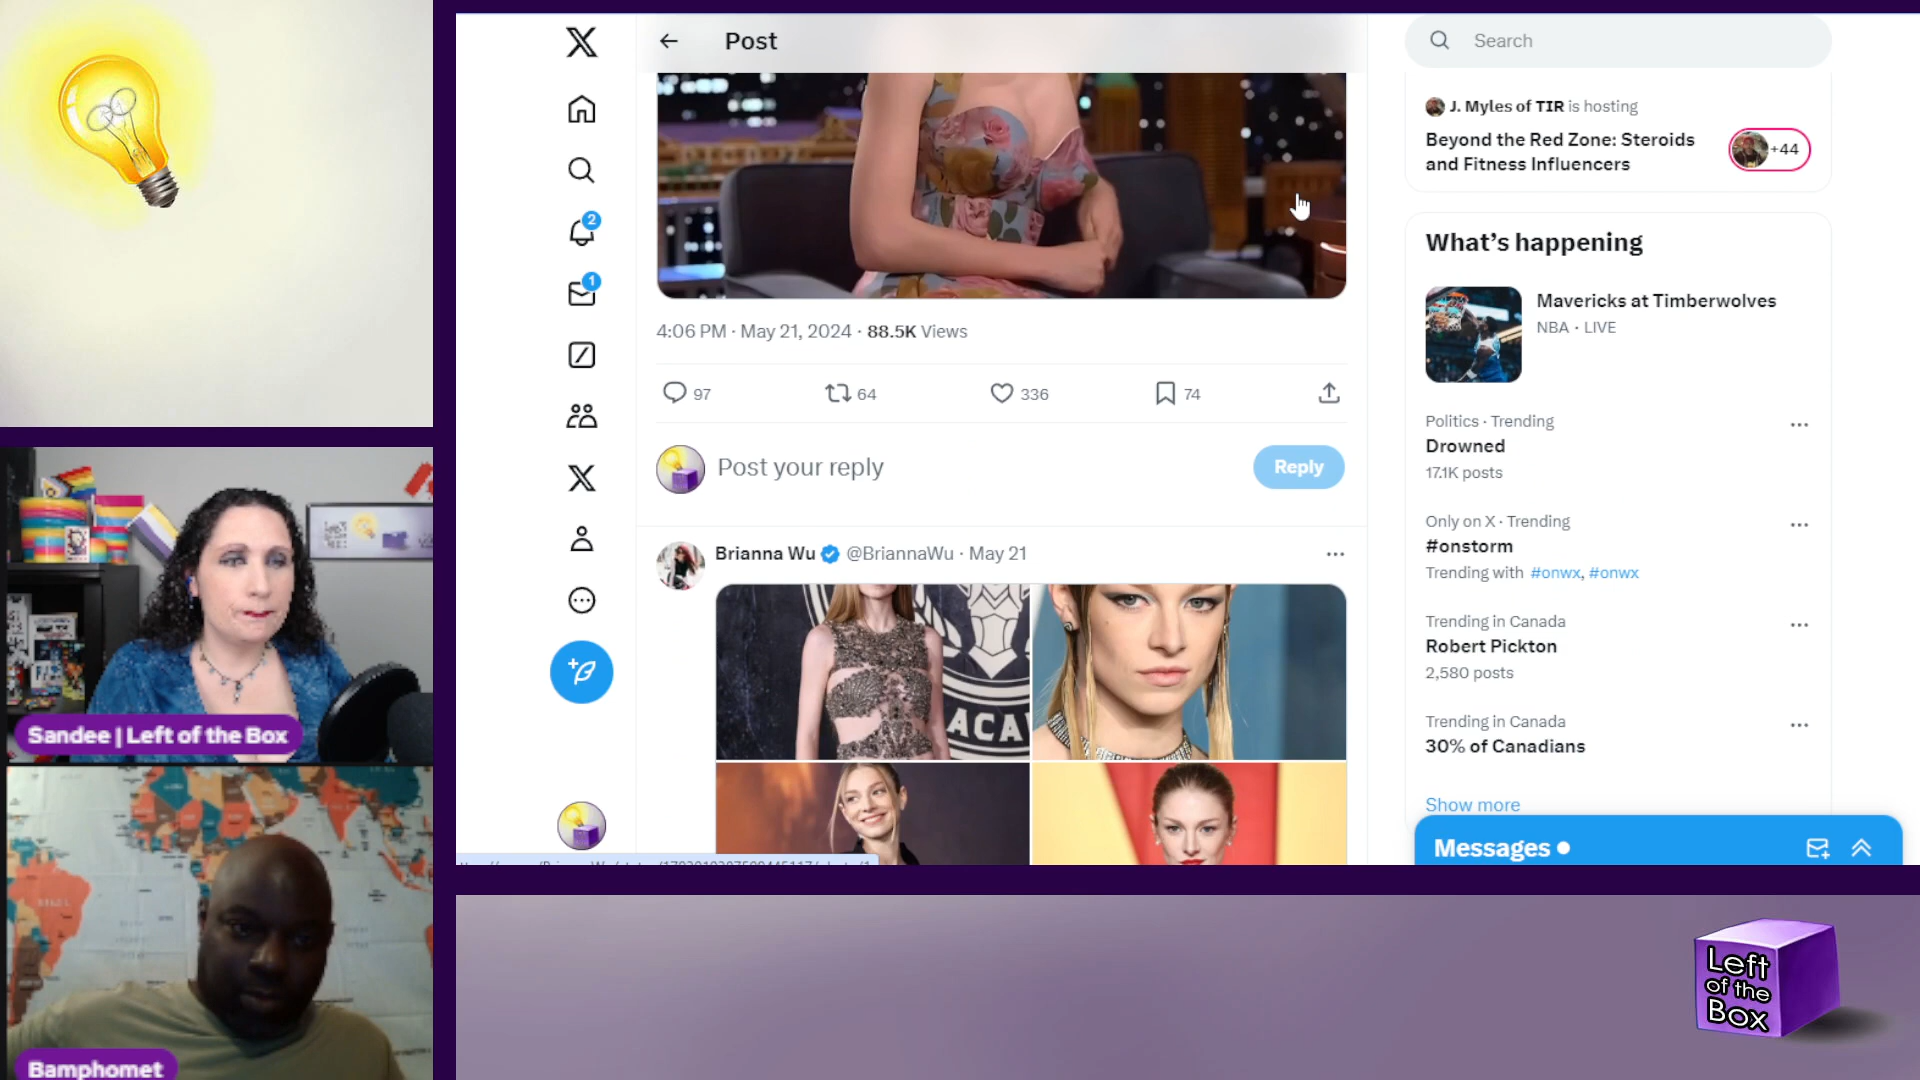 Post
4:06 PM · May 21, 2024 · 88.5K Views
97
64
336
74
Post your reply
Reply
Brianna Wu @BriannaWu · May 21
ACA
2
1
Search
J. Myles of TIR is hosting
Beyond the Red Zone: Steroids
and Fitness Influencers
+44
What's happening
Mavericks at Timberwolves
NBA · LIVE
Politics · Trending
Drowned
17.1K posts
Only on X · Trending
#onstorm
Trending with #onwx, #onwx
Trending in Canada
Robert Pickton
2,580 posts
Trending in Canada
30% of Canadians
Show more
Messages
Sandee | Left of the Box
Bamphomet
Left
of the
Box